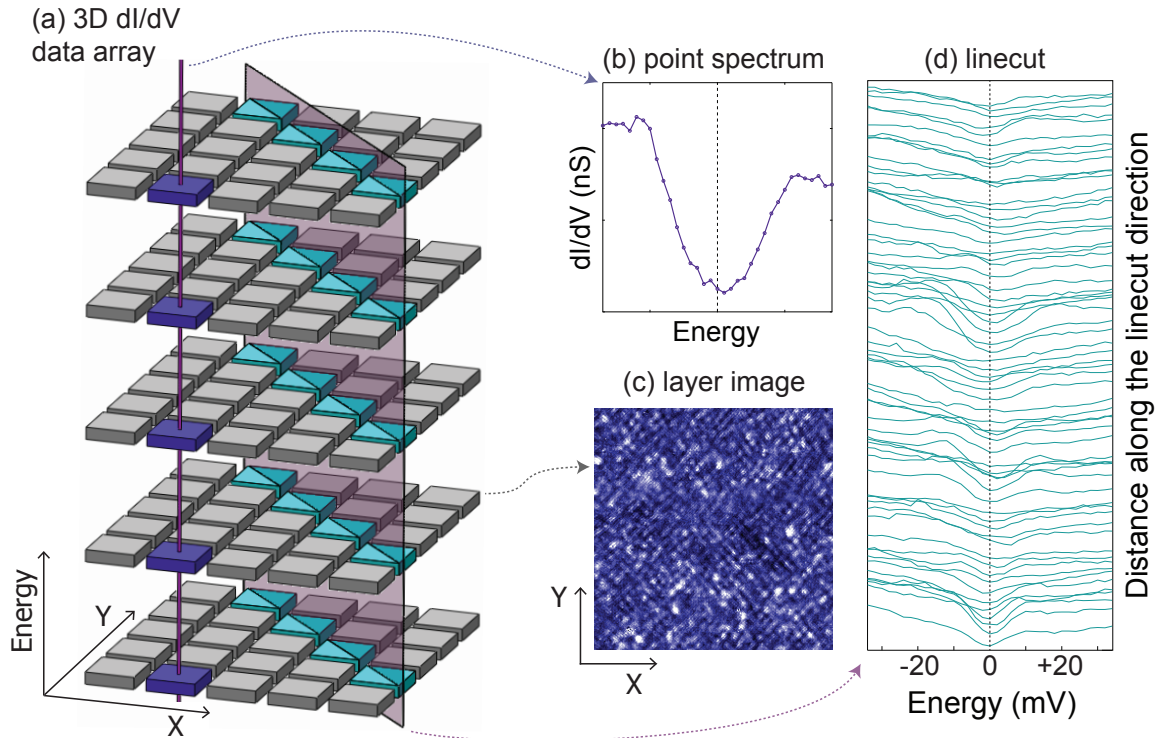 (a) 3D dI/dV
data array
Energy
Y
X
(b) point spectrum
dI/dV (nS)
Energy
(c) layer image
Y
X
(d) linecut
-20 0 +20
Energy (mV)
Distance along the linecut direction